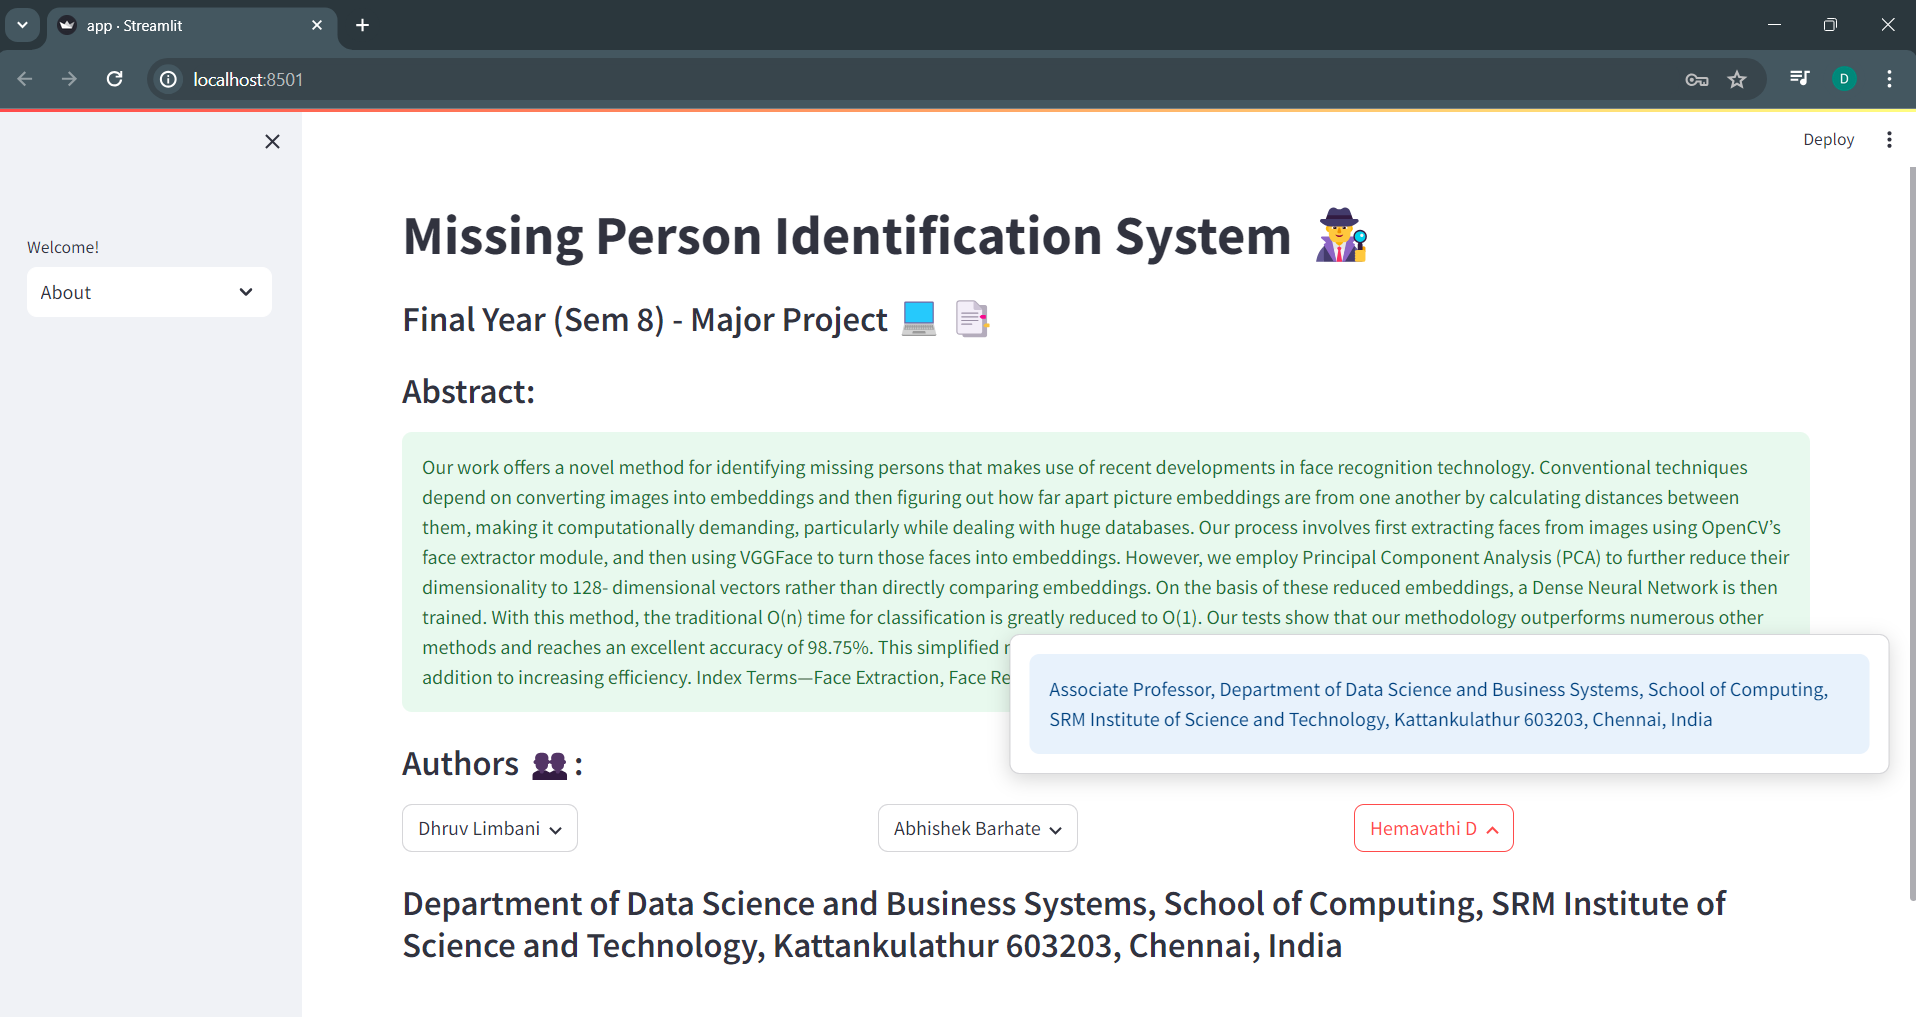 app · Streamlit
localhost:8501
D
Deploy
Welcome!
About
Missing Person Identification System
Final Year (Sem 8) - Major Project
Abstract:
Our work offers a novel method for identifying missing persons that makes use of recent developments in face recognition technology. Conventional techniques
depend on converting images into embeddings and then figuring out how far apart picture embeddings are from one another by calculating distances between
them, making it computationally demanding, particularly while dealing with huge databases. Our process involves first extracting faces from images using OpenCV’s
face extractor module, and then using VGGFace to turn those faces into embeddings. However, we employ Principal Component Analysis (PCA) to further reduce their
dimensionality to 128- dimensional vectors rather than directly comparing embeddings. On the basis of these reduced embeddings, a Dense Neural Network is then
trained. With this method, the traditional O(n) time for classification is greatly reduced to O(1). Our tests show that our methodology outperforms numerous other
methods and reaches an excellent accuracy of 98.75%. This simplified
addition to increasing efficiency. Index Terms—Face Extraction, Face Re
Associate Professor, Department of Data Science and Business Systems, School of Computing,
SRM Institute of Science and Technology, Kattankulathur 603203, Chennai, India
Authors :
Dhruv Limbani
Abhishek Barhate
Hemavathi D
Department of Data Science and Business Systems, School of Computing, SRM Institute of
Science and Technology, Kattankulathur 603203, Chennai, India